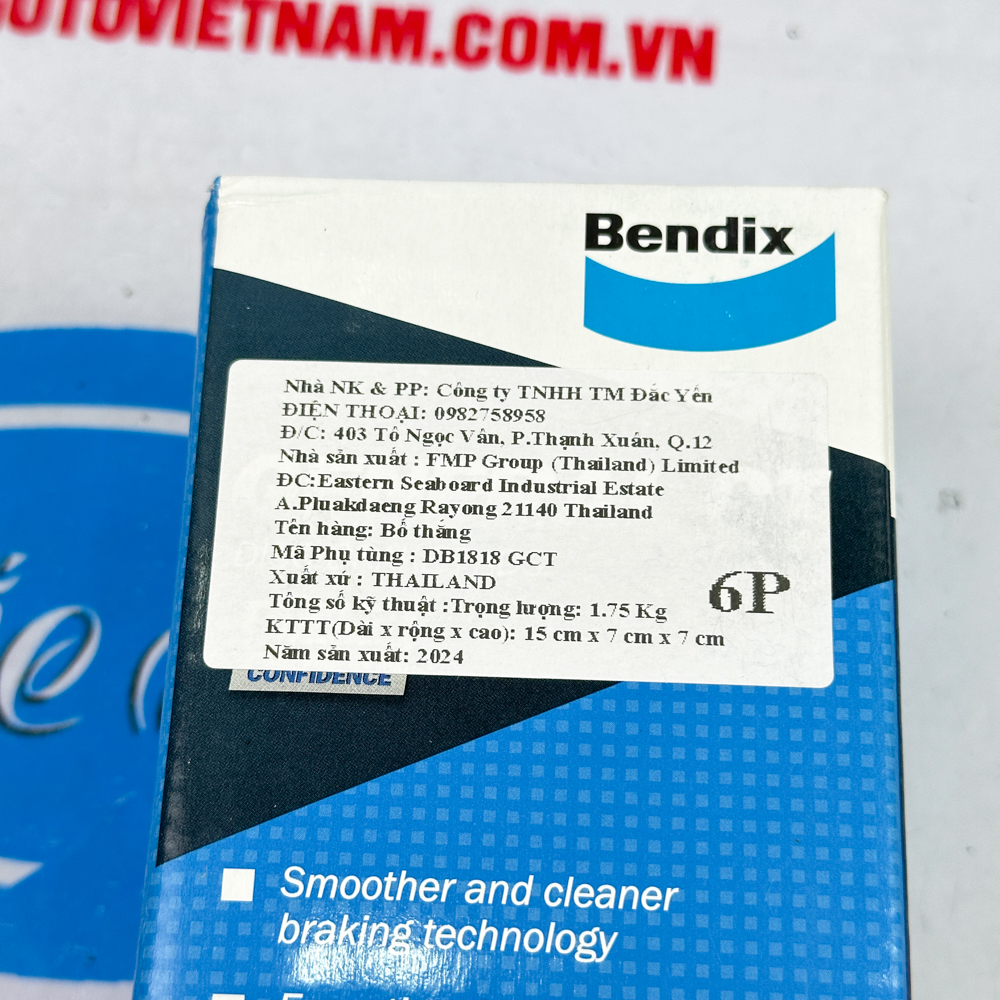 OTOVIETNAM.COM.VN
Bendix
Nhà NK & PP: Công ty TNHH TM Đắc Yến
ĐIỆN THOẠI: 0982758958
Đ/C: 403 Tô Ngọc Vân, P.Thạnh Xuân, Q.12
Nhà sản xuất : FMP Group (Thailand) Limited
ĐC:Eastern Seaboard Industrial Estate
A.Pluakdaeng Rayong 21140 Thailand
Tên hàng: Bố thắng
Mã Phụ tùng : DB1818 GCT
Xuất xứ : THAILAND
6P
Tông số kỹ thuật :Trọng lượng: 1.75 Kg
KTTT(Dài x rộng x cao): 15 cm x 7 cm x 7 cm
Năm sản xuất: 2024
CONFIDENCE
Smoother and cleaner
braking technology